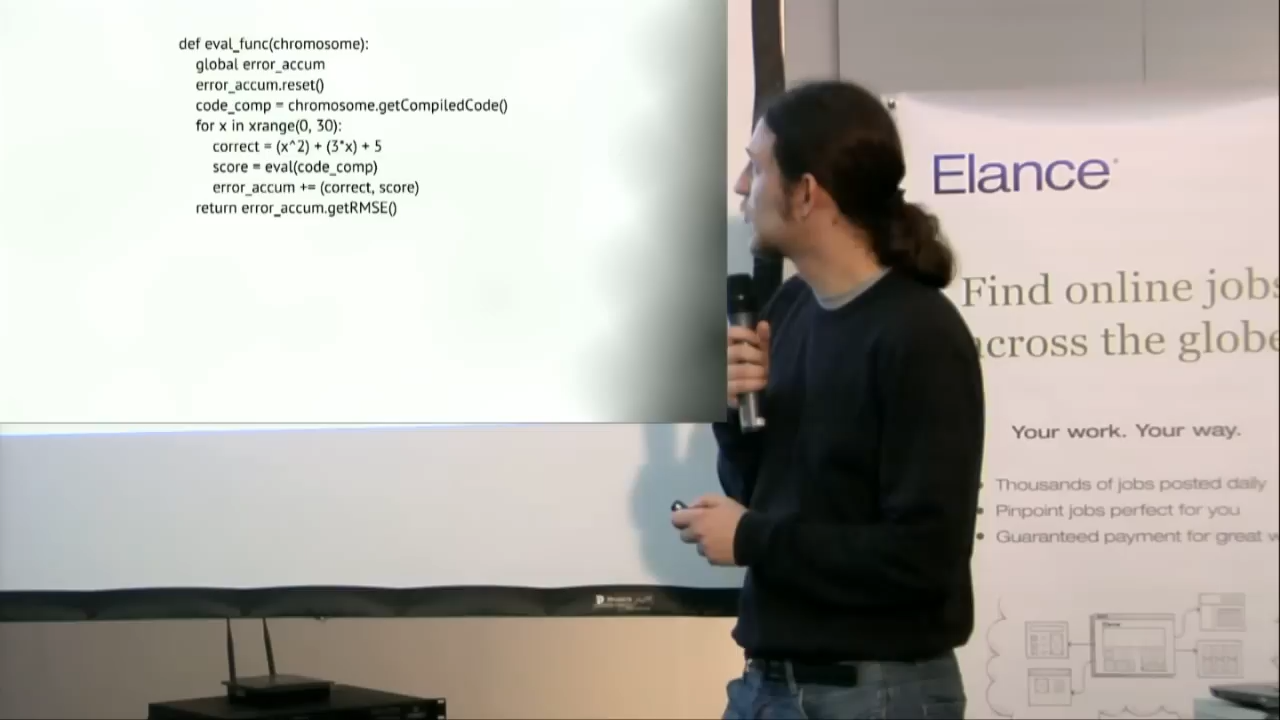 def eval_func(chromosome):
global error_accum
error_accum.reset()
code_comp = chromosome.getCompiledCode()
for x in xrange(0, 30):
correct = (x^2) + (3*x) + 5
score = eval(code_comp)
error_accum += (correct, score)
return error_accum.getRMSE()
Elance
Find online jobs
across the globe
Your work. Your way.
Thousands of jobs posted daily
Pinpoint jobs perfect for you
Guaranteed payment for great